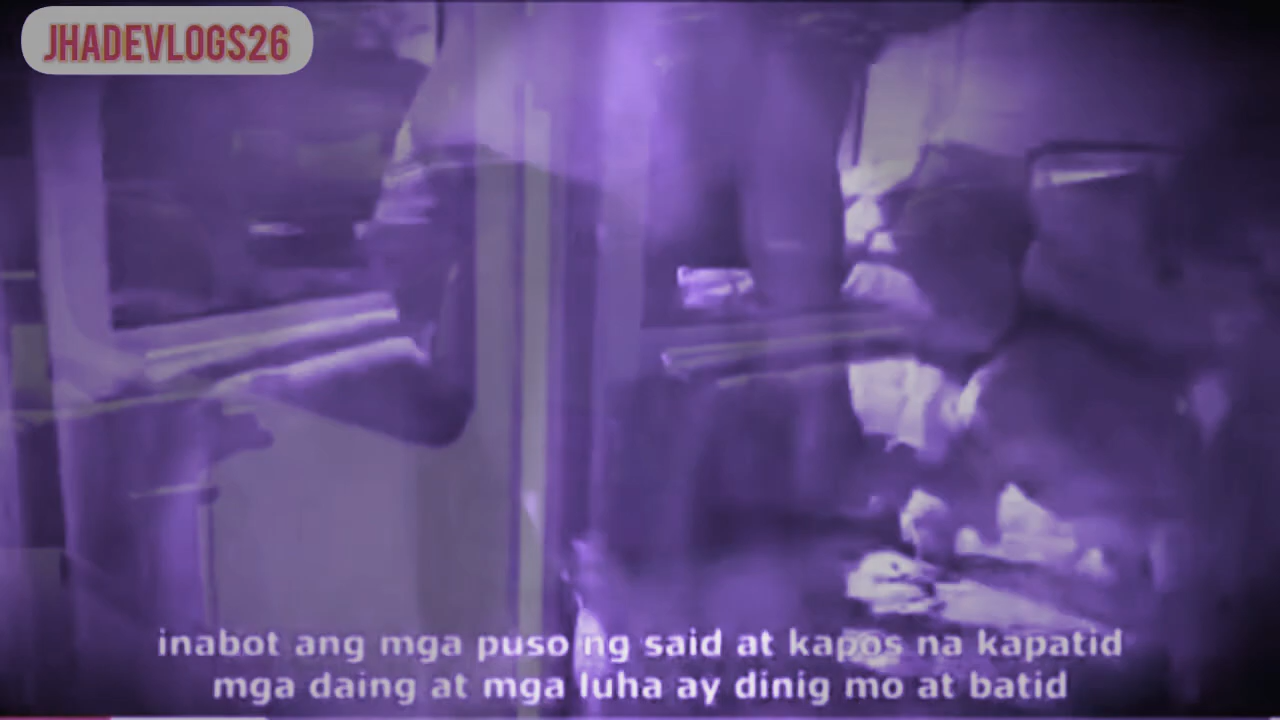 JHADEVLOGS26
inabot ang mga puso ng said at kapos na kapatid
mga daing at mga luha ay dinig mo at batid